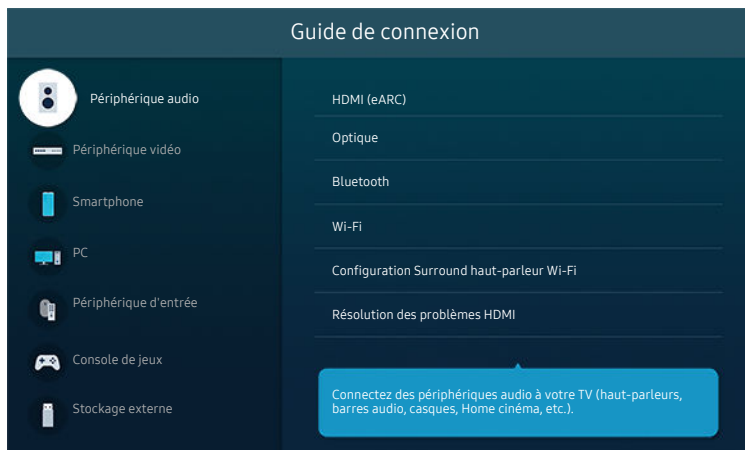 Guide de connexion
Périphérique audio
Périphérique vidéo
Smartphone
PC
Périphérique d'entrée
Console de jeux
Stockage externe
HDMI (eARC)
Optique
Bluetooth
Wi-Fi
Configuration Surround haut-parleur Wi-Fi
Résolution des problèmes HDMI
Connectez des périphériques audio à votre TV (haut-parleurs,
barres audio, casques, Home cinéma, etc.).